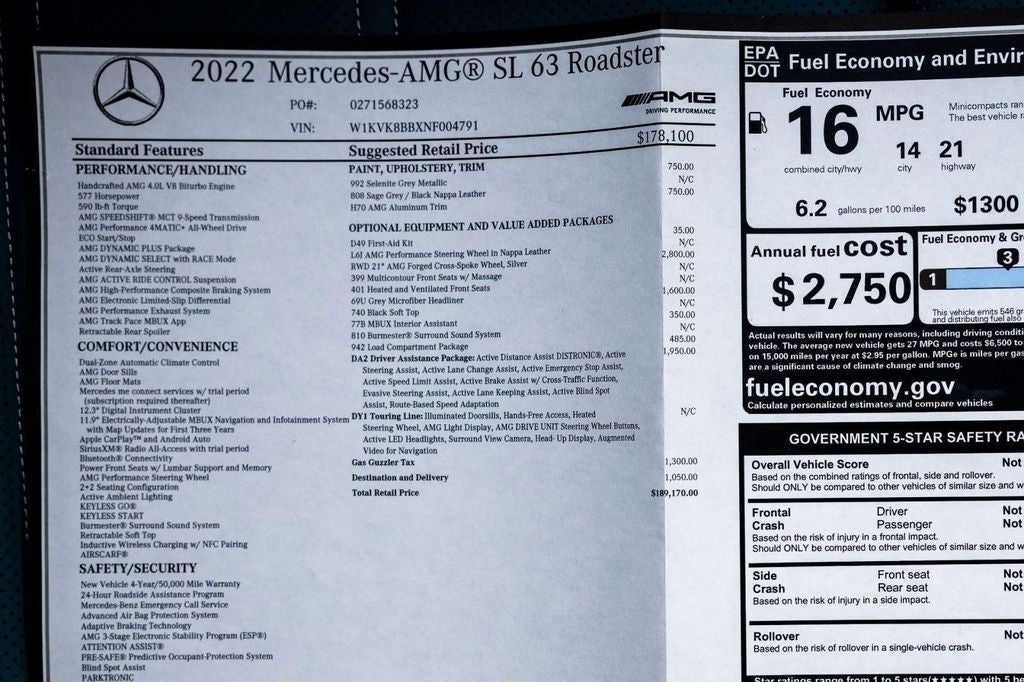 2022 Mercedes-AMG® SL 63 Roadster
PO#: 0271568323
VIN: W1KVK8BBXNF004791
AMG
DRIVING PERFORMANCE
Standard Features
PERFORMANCE/HANDLING
Handcrafted AMG 4.0L V8 Biturbo Engine
577 Horsepower
590 lb-ft Torque
AMG SPEEDSHIFT® MCT 9-Speed Transmission
AMG Performance 4MATIC+ All-Wheel Drive
ECO Start/Stop
AMG DYNAMIC PLUS Package
AMG DYNAMIC SELECT with RACE Mode
Active Rear-Axle Steering
AMG ACTIVE RIDE CONTROL Suspension
AMG High-Performance Composite Braking System
AMG Electronic Limited-Slip Differential
AMG Performance Exhaust System
AMG Track Pace MBUX App
Retractable Rear Spoiler
COMFORT/CONVENIENCE
Dual-Zone Automatic Climate Control
AMG Door Sills
AMG Floor Mats
Mercedes me connect services w/ trial period
(subscription required thereafter)
12.3" Digital Instrument Cluster
11.9" Electrically-Adjustable MBUX Navigation and Infotainment System
with Map Updates for First Three Years
Apple CarPlay™ and Android Auto
SiriusXM® Radio All-Access with trial period
Bluetooth® Connectivity
Power Front Seats w/ Lumbar Support and Memory
AMG Performance Steering Wheel
2+2 Seating Configuration
Active Ambient Lighting
KEYLESS GO®
KEYLESS START
Burmester® Surround Sound System
Retractable Soft Top
Inductive Wireless Charging w/ NFC Pairing
AIRSCARF®
SAFETY/SECURITY
New Vehicle 4-Year/50,000 Mile Warranty
24-Hour Roadside Assistance Program
Mercedes-Benz Emergency Call Service
Advanced Air Bag Protection System
Adaptive Braking Technology
AMG 3-Stage Electronic Stability Program (ESP®)
ATTENTION ASSIST®
PRE-SAFE® Predictive Occupant-Protection System
Blind Spot Assist
PARKTRONIC
Suggested Retail Price $178,100
PAINT, UPHOLSTERY, TRIM
992 Selenite Grey Metallic 750.00
808 Sage Grey / Black Nappa Leather N/C
H70 AMG Aluminum Trim 750.00
OPTIONAL EQUIPMENT AND VALUE ADDED PACKAGES
D49 First-Aid Kit 35.00
L6J AMG Performance Steering Wheel in Nappa Leather N/C
RWD 21" AMG Forged Cross-Spoke Wheel, Silver 2,800.00
399 Multicontour Front Seats w/ Massage N/C
401 Heated and Ventilated Front Seats N/C
69U Grey Microfiber Headliner 1,600.00
740 Black Soft Top N/C
77B MBUX Interior Assistant 350.00
810 Burmester® Surround Sound System N/C
942 Load Compartment Package 485.00
DA2 Driver Assistance Package: Active Distance Assist DISTRONIC®, Active 1,950.00
Steering Assist, Active Lane Change Assist, Active Emergency Stop Assist,
Active Speed Limit Assist, Active Brake Assist w/ Cross-Traffic Function,
Evasive Steering Assist, Active Lane Keeping Assist, Active Blind Spot
Assist, Route-Based Speed Adaptation
DY1 Touring Line: Illuminated Doorsills, Hands-Free Access, Heated N/C
Steering Wheel, AMG Light Display, AMG DRIVE UNIT Steering Wheel Buttons,
Active LED Headlights, Surround View Camera, Head-Up Display, Augmented
Video for Navigation
Gas Guzzler Tax 1,300.00
Destination and Delivery 1,050.00
Total Retail Price $189,170.00
EPA
DOT
Fuel Economy and Envir
Fuel Economy
16 MPG
combined city/hwy
14 city
21 highway
6.2 gallons per 100 miles
Minicompacts ran
The best vehicle r
$1300
Annual fuel cost
$2,750
Fuel Economy & Gr
1
3
This vehicle emits 546 gr
and distributing fuel also
Actual results will vary for many reasons, including driving conditi
vehicle. The average new vehicle gets 27 MPG and costs $6,500 to
on 15,000 miles per year at $2.95 per gallon. MPGe is miles per gas
are a significant cause of climate change and smog.
fueleconomy.gov
Calculate personalized estimates and compare vehicles
GOVERNMENT 5-STAR SAFETY RA
Overall Vehicle Score Not
Based on the combined ratings of frontal, side and rollover.
Should ONLY be compared to other vehicles of similar size and w
Frontal Driver Not
Crash Passenger Not
Based on the risk of injury in a frontal impact.
Should ONLY be compared to other vehicles of similar size and w
Side Front seat Not
Crash Rear seat Not
Based on the risk of injury in a side impact.
Rollover Not
Based on the risk of rollover in a single-vehicle crash.
Star ratings range from 1 to 5 stars(★★★★★) with 5 be